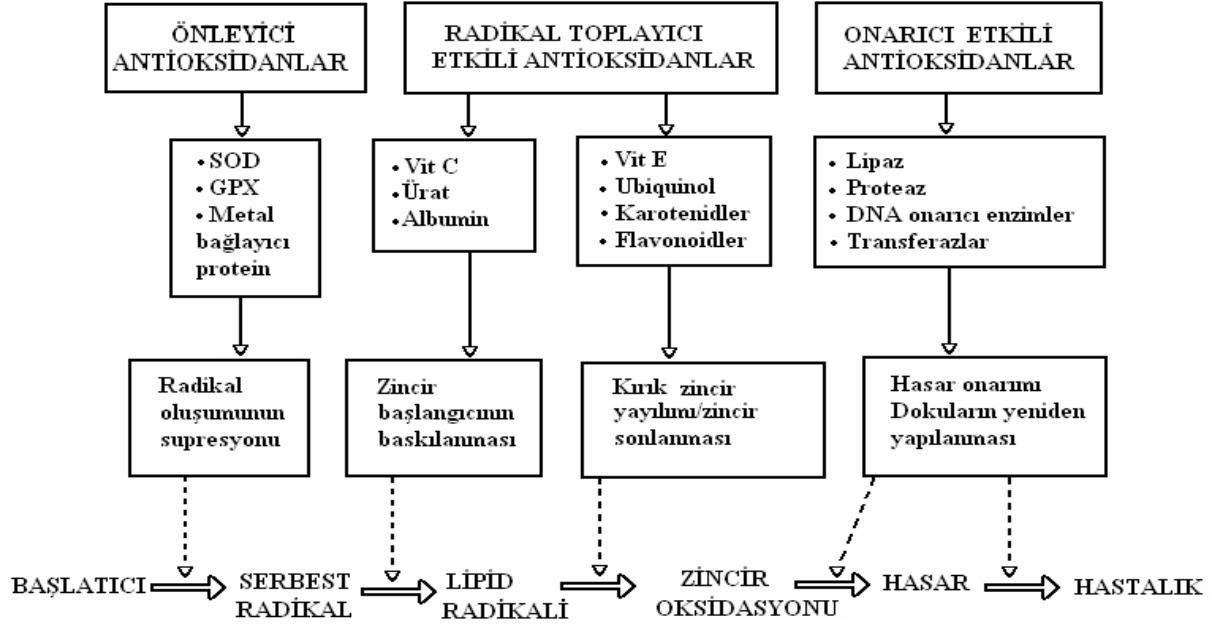 ÖNLEYİCİ
ANTİOKSİDANLAR
RADİKAL TOPLAYICI
ETKİLİ ANTİOKSİDANLAR
ONARICI ETKİLİ
ANTİOKSİDANLAR
• SOD
• GPX
• Metal
bağlayıcı
protein
• Vit C
• Ürat
• Albumin
• Vit E
• Ubiquinol
• Karotenidler
• Flavonoidler
• Lipaz
• Proteaz
• DNA onarıcı enzimler
• Transferazlar
Radikal
oluşumunun
supresyonu
Zincir
başlangıcının
baskılanması
Kırık zincir
yayılımı/zincir
sonlanması
Hasar onarımı
Dokuların yeniden
yapılanması
BAŞLATICI
SERBEST
RADİKAL
LİPİD
RADİKALİ
ZİNCİR
OKSİDASYONU
HASAR
HASTALIK